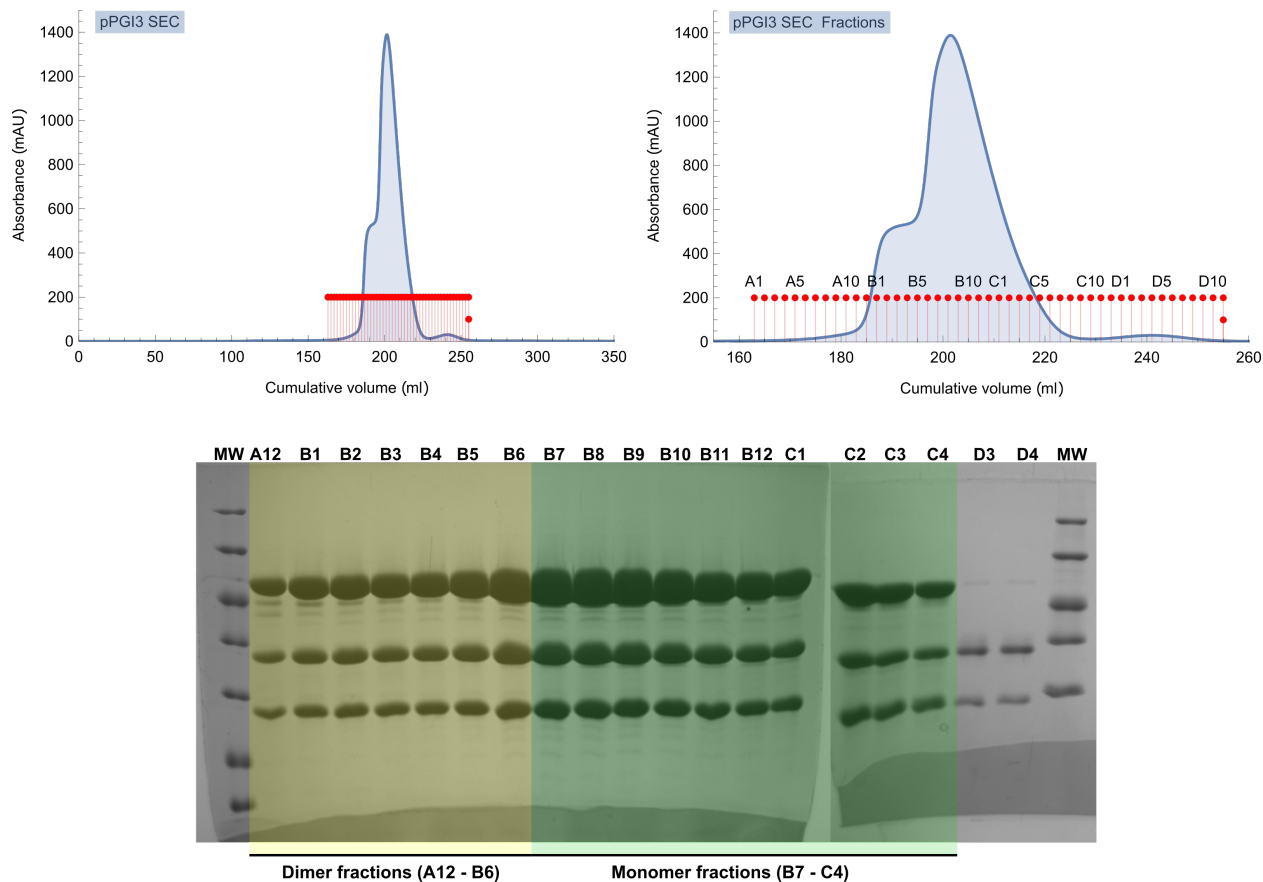 pPGI3 SEC
Absorbance (mAU)
1400
1200
1000
800
600
400
200
0
0 50 100 150 200 250 300 350
Cumulative volume (ml)
pPGI3 SEC Fractions
Absorbance (mAU)
1400
1200
1000
800
600
400
200
0
A1 A5 A10 B1 B5 B10 C1 C5 C10 D1 D5 D10
160 180 200 220 240 260
Cumulative volume (ml)
MW A12 B1 B2 B3 B4 B5 B6 B7 B8 B9 B10 B11 B12 C1 C2 C3 C4 D3 D4 MW
Dimer fractions (A12 - B6) Monomer fractions (B7 - C4)